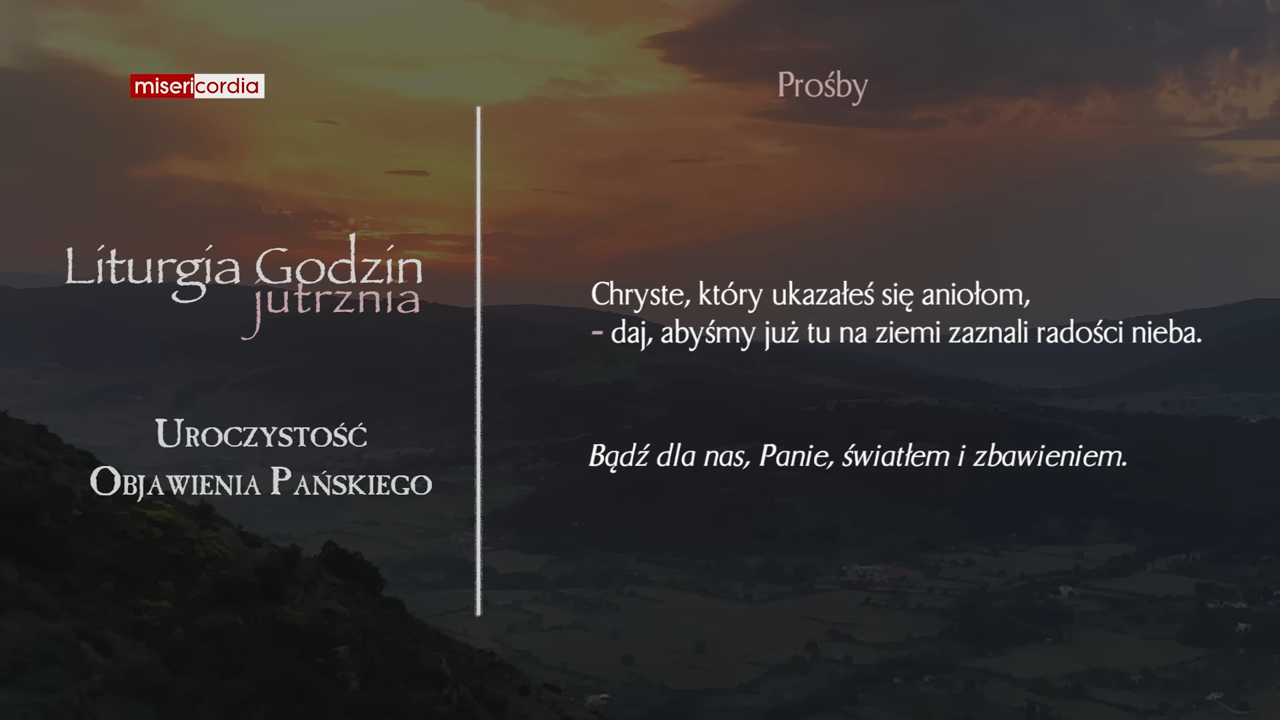 misericordia
Liturgia Godzin
jutrznia
Uroczystość
Objawienia Pańskiego
Prośby
Chryste, który ukazałeś się aniołom,
- daj, abyśmy już tu na ziemi zaznali radości nieba.
Bądź dla nas, Panie, światłem i zbawieniem.